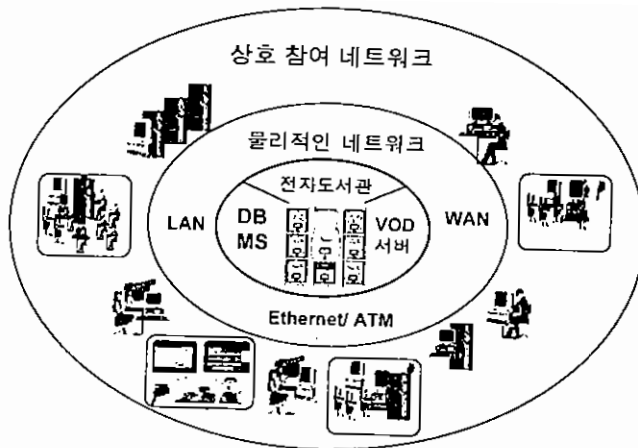 상호 참여 네트워크
물리적인 네트워크
전자도서관
LAN
DB
MS
VOD
서버
WAN
Ethernet/ ATM